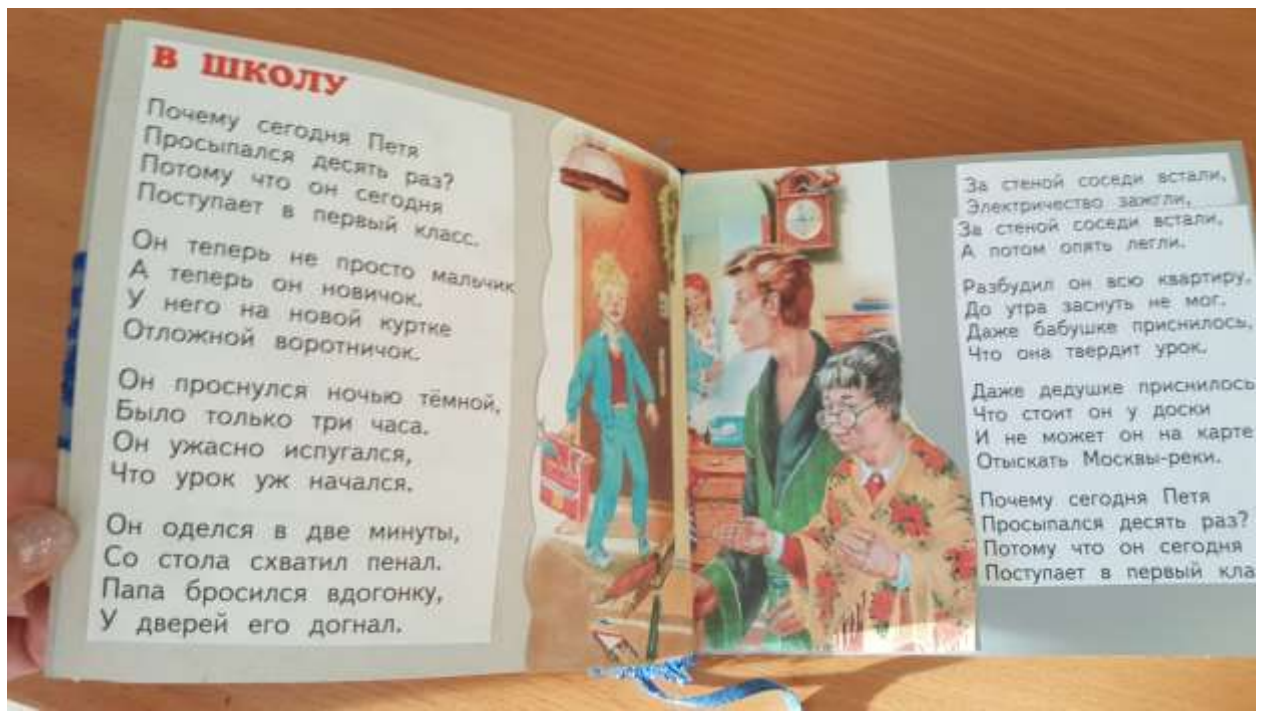 В ШКОЛУ
Почему сегодня Петя
Просыпался десять раз?
Потому что он сегодня
Поступает в первый класс.
Он теперь не просто мальчик
А теперь он новичок.
У него на новой куртке
Отложной воротничок.
Он проснулся ночью тёмной,
Было только три часа.
Он ужасно испугался,
Что урок уж начался.
Он оделся в две минуты,
Со стола схватил пенал.
Папа бросился вдогонку,
У дверей его догнал.
За стеной соседи встали,
Электричество зажгли,
За стеной соседи встали,
А потом опять легли.
Разбудил он всю квартиру,
До утра заснуть не мог.
Даже бабушке приснилось,
Что она твердит урок.
Даже дедушке приснилось
Что стоит он у доски
И не может он на карте
Отыскать Москвы-реки.
Почему сегодня Петя
Просыпался десять раз?
Потому что он сегодня
Поступает в первый кла